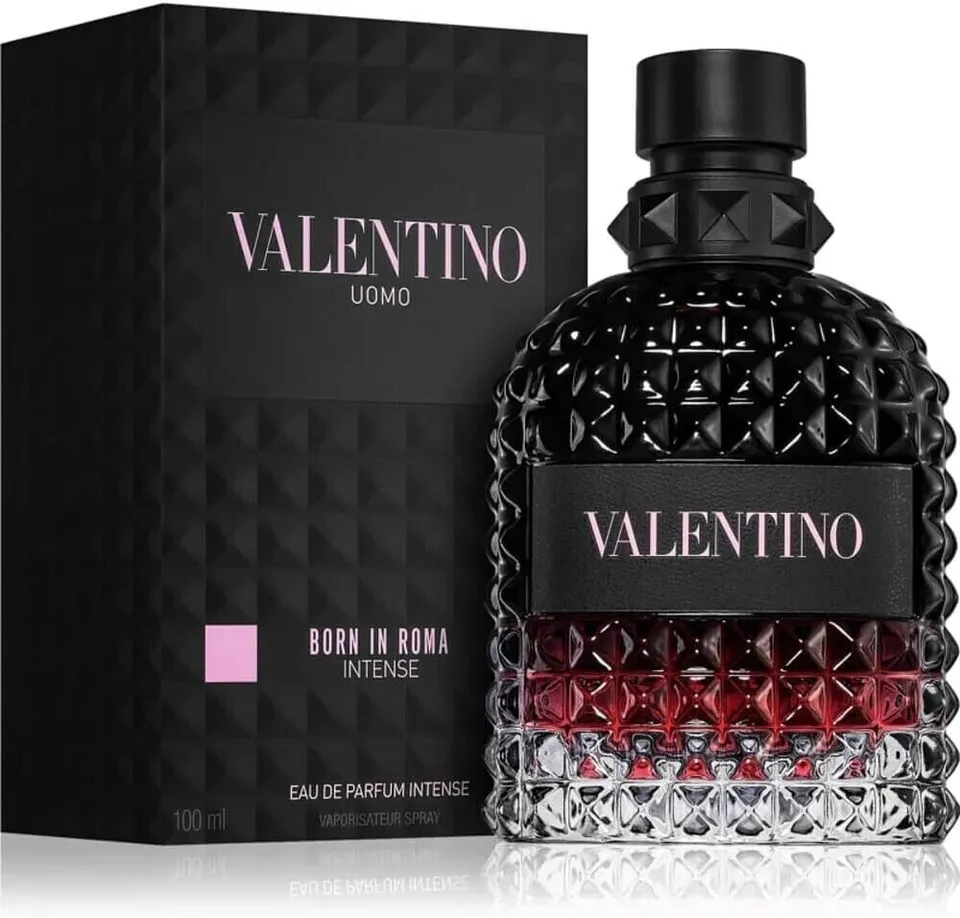 VALENTINO
UOMO
BORN IN ROMA
INTENSE
EAU DE PARFUM INTENSE
100 ml
VAPORISATEUR SPRAY
VALENTINO
EAU DE PARFUM INTENSE